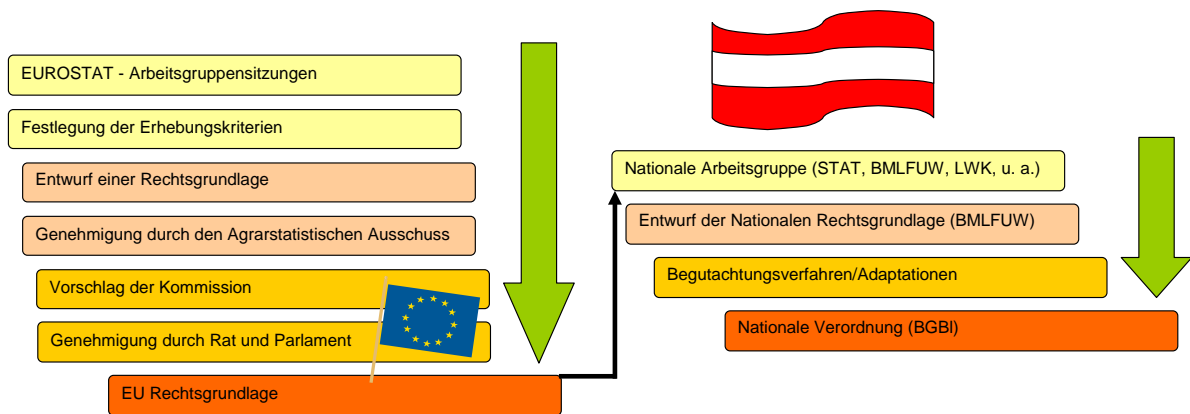 EUROSTAT - Arbeitsgruppensitzungen
Festlegung der Erhebungskriterien
Entwurf einer Rechtsgrundlage
Genehmigung durch den Agrarstatistischen Ausschuss
Vorschlag der Kommission
Genehmigung durch Rat und Parlament
EU Rechtsgrundlage
Nationale Arbeitsgruppe (STAT, BMLFUW, LWK, u. a.)
Entwurf der Nationalen Rechtsgrundlage (BMLFUW)
Begutachtungsverfahren/Adaptationen
Nationale Verordnung (BGBl)